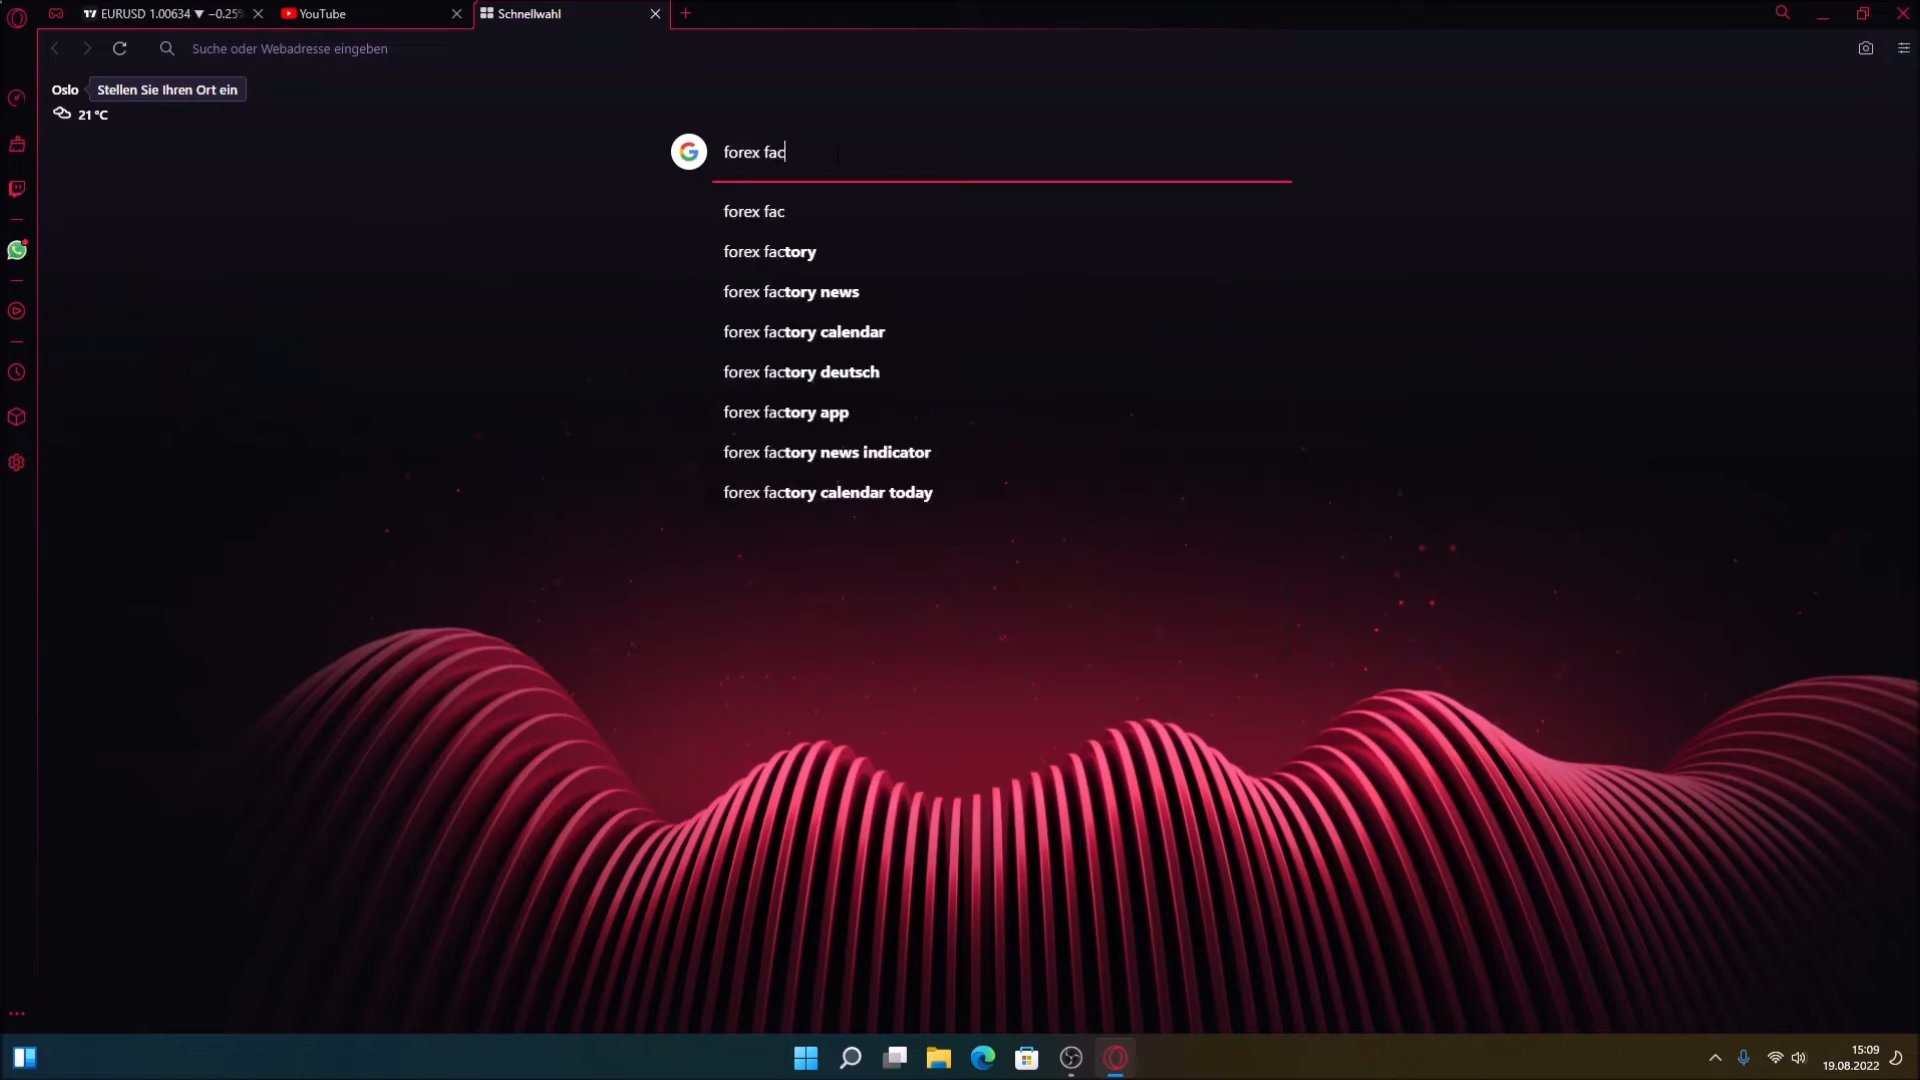 EURUSD 1.00634 ▼ −0.25%
YouTube
Schnellwahl
Suche oder Webadresse eingeben
Oslo
Stellen Sie Ihren Ort ein
21 °C
forex fac
forex fac
forex factory
forex factory news
forex factory calendar
forex factory deutsch
forex factory app
forex factory news indicator
forex factory calendar today
15:09
19.08.2022